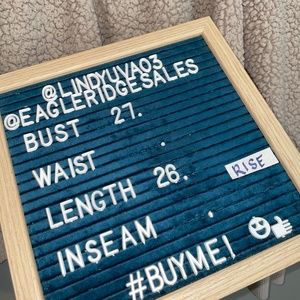 @LINDYUVA03
@EAGLERIDGESALES
BUST 27.
WAIST .
LENGTH 26. RISE
INSEAM .
#BUYME!